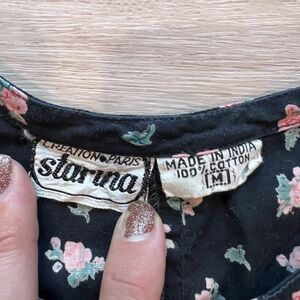 CREATION • PARIS
starina
MADE IN INDIA
100% COTTON
[M]